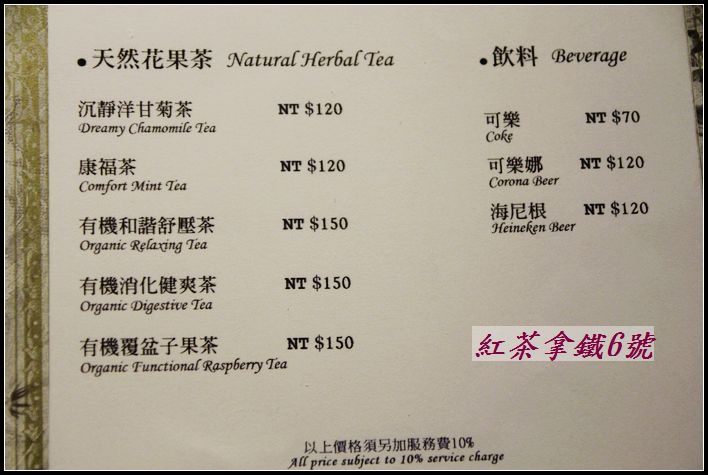 • 天然花果茶 Natural Herbal Tea
沉靜洋甘菊茶 NT $120
Dreamy Chamomile Tea
康福茶 NT $120
Comfort Mint Tea
有機和諧舒壓茶 NT $150
Organic Relaxing Tea
有機消化健爽茶 NT $150
Organic Digestive Tea
有機覆盆子果茶 NT $150
Organic Functional Raspberry Tea
• 飲料 Beverage
可樂 NT $70
Coke
可樂娜 NT $120
Corona Beer
海尼根 NT $120
Heineken Beer
紅茶拿鐵6號
以上價格須另加服務費10%
All price subject to 10% service charge